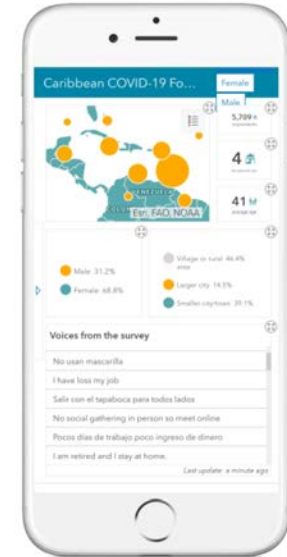 Caribbean COVID-19 Fo...
Female
Male
5,709
4
VENEZUELA
Esri, FAO, NOAA
41
average age
Male 31.2%
Female 68.8%
Village or rural 46.4%
area
Larger city 14.5%
Smaller city/town 39.1%
Voices from the survey
No usan mascarilla
I have loss my job
Salir con el tapaboca para todos lados
No social gathering in person so meet online
Pocos días de trabajo poco ingreso de dinero
I am retired and I stay at home.
Last update: a minute ago